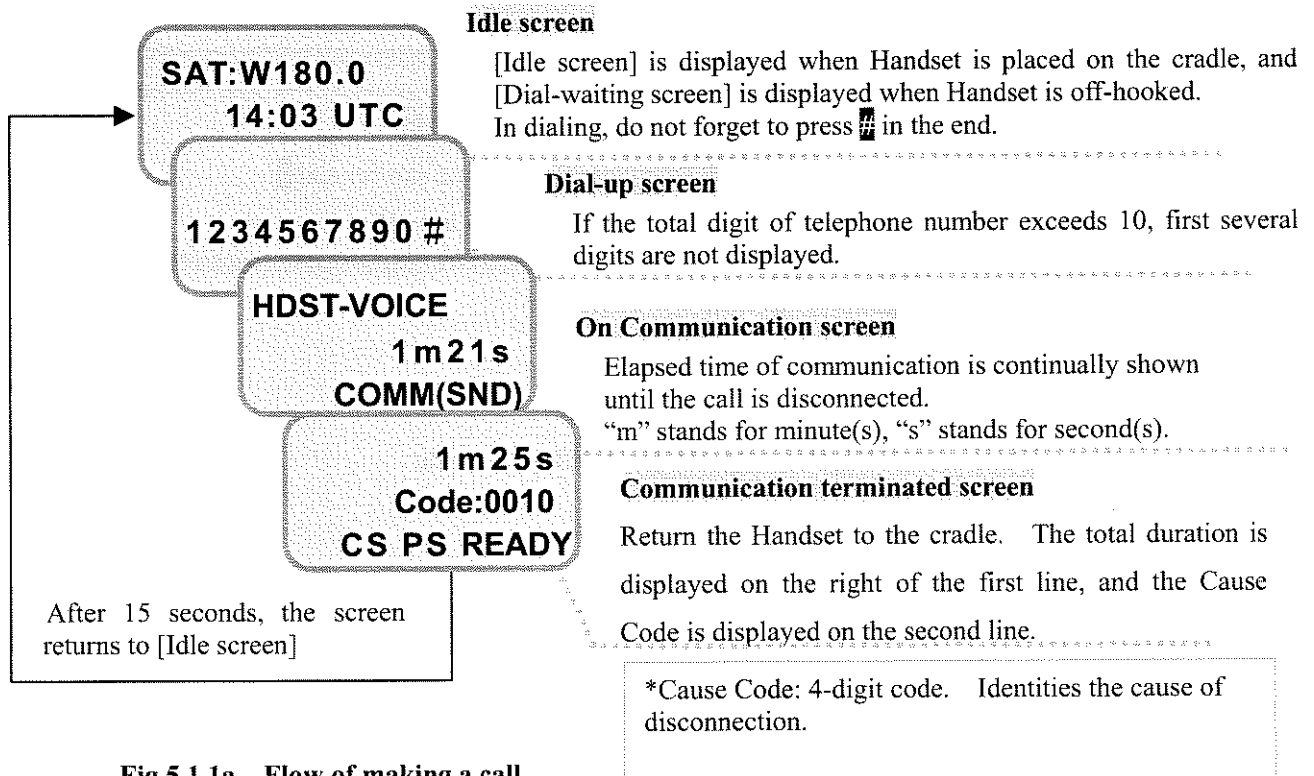 Idle screen
SAT:W180.0
14:03 UTC
[Idle screen] is displayed when Handset is placed on the cradle, and
[Dial-waiting screen] is displayed when Handset is off-hooked.
In dialing, do not forget to press # in the end.
Dial-up screen
1234567890#
If the total digit of telephone number exceeds 10, first several
digits are not displayed.
HDST-VOICE
1m21s
COMM(SND)
On Communication screen
Elapsed time of communication is continually shown
until the call is disconnected.
“m” stands for minute(s), “s” stands for second(s).
1m25s
Code:0010
CS PS READY
Communication terminated screen
Return the Handset to the cradle. The total duration is
displayed on the right of the first line, and the Cause
Code is displayed on the second line.
After 15 seconds, the screen
returns to [Idle screen]
*Cause Code: 4-digit code. Identities the cause of
disconnection.
Fig.5.1.1a Flow of making a call